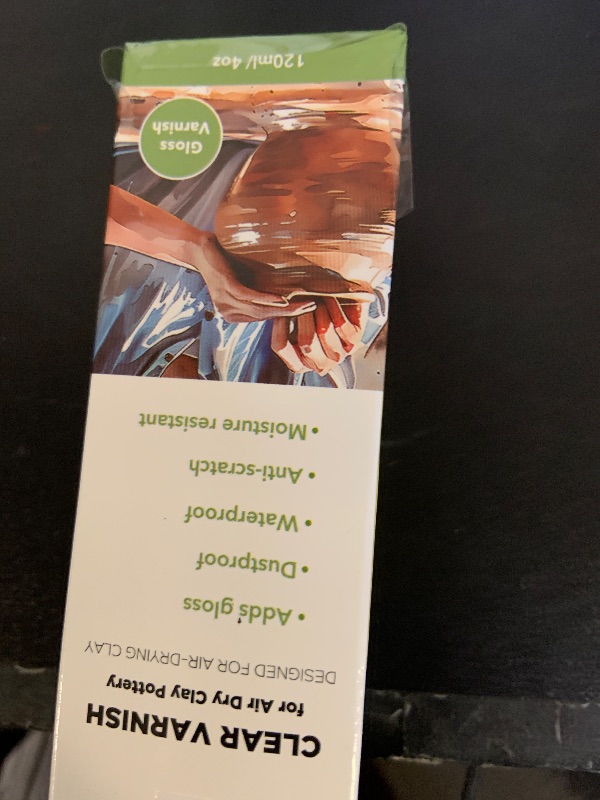 CLEAR VARNISH
for Air Dry Clay Pottery
DESIGNED FOR AIR-DRYING CLAY
• Adds gloss
• Dustproof
• Waterproof
• Anti-scratch
• Moisture resistant
Gloss
Varnish
120ml/ 4oz